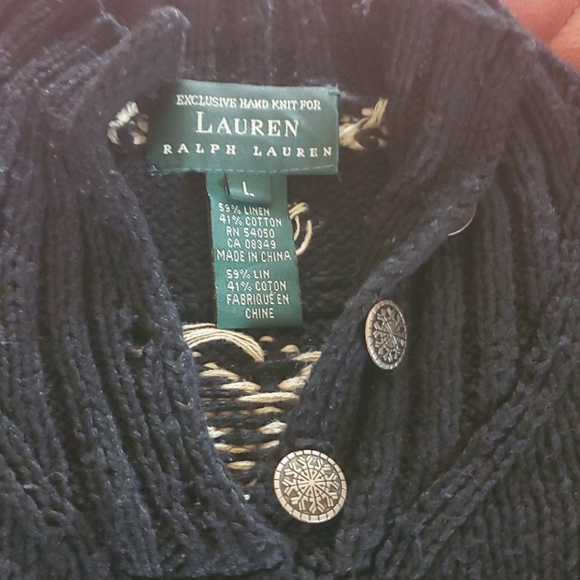 EXCLUSIVE HAND KNIT FOR
LAUREN
RALPH LAUREN
L
59% LINEN
41% COTTON
RN 54050
CA 08349
MADE IN CHINA
59% LIN
41% COTON
FABRIQUÉ EN
CHINE